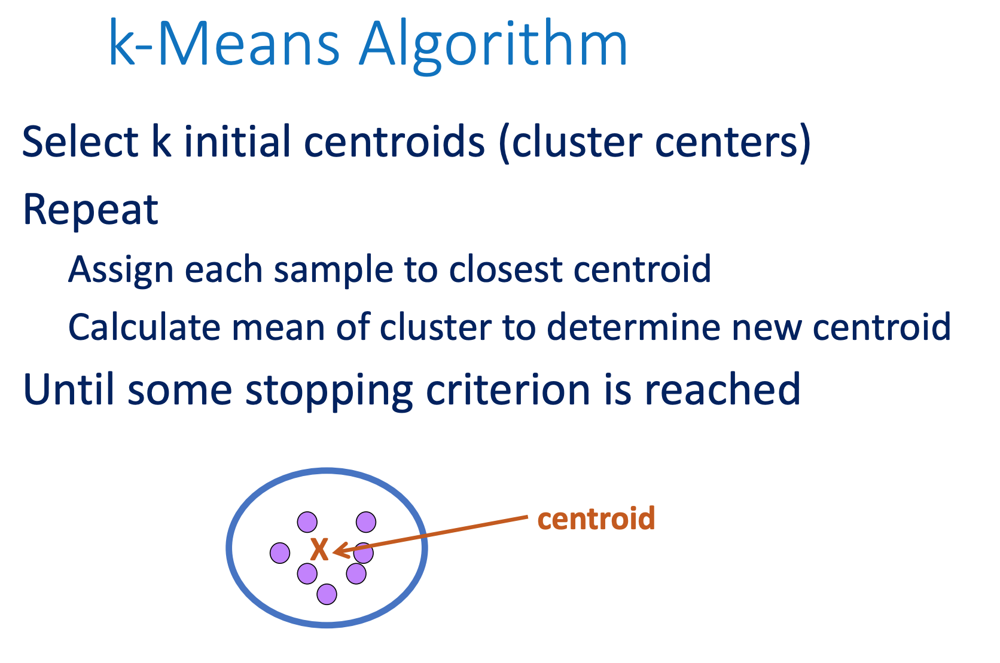 k-Means Algorithm
Select k initial centroids (cluster centers)
Repeat
Assign each sample to closest centroid
Calculate mean of cluster to determine new centroid
Until some stopping criterion is reached
centroid
X